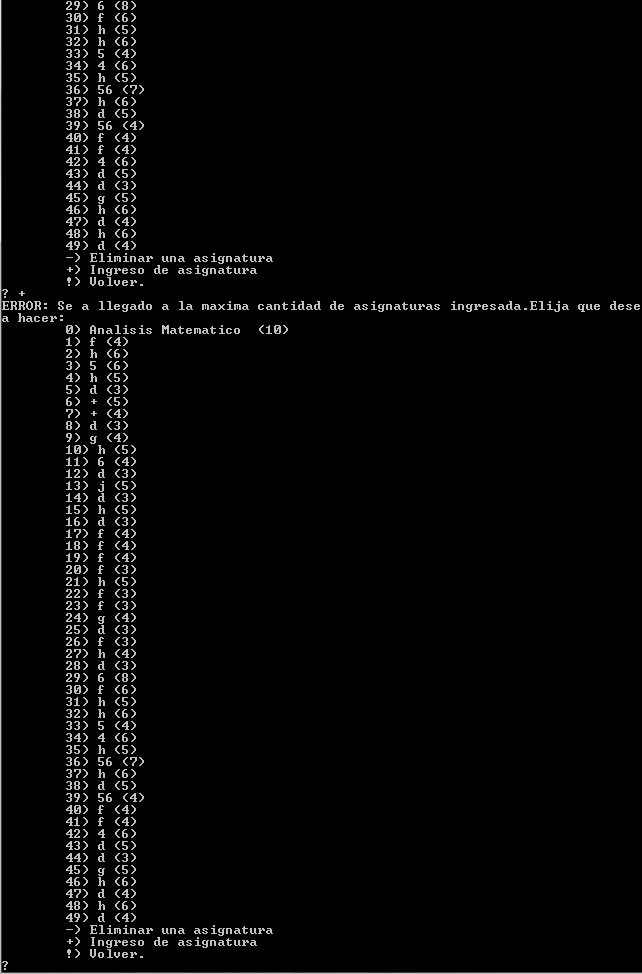 29) 6 (8)
30) f (6)
31) h (5)
32) h (6)
33) 5 (4)
34) 4 (6)
35) h (5)
36) 56 (7)
37) h (6)
38) d (5)
39) 56 (4)
40) f (4)
41) f (4)
42) 4 (6)
43) d (5)
44) d (3)
45) g (5)
46) h (6)
47) d (4)
48) h (6)
49) d (4)
-) Eliminar una asignatura
+) Ingreso de asignatura
!) Volver.
? +
ERROR: Se a llegado a la maxima cantidad de asignaturas ingresada.Elija que dese
a hacer:
0) Analisis Matematico  (10)
1) f (4)
2) h (6)
3) 5 (6)
4) h (5)
5) d (3)
6) + (5)
7) + (4)
8) d (3)
9) g (4)
10) h (5)
11) 6 (4)
12) d (3)
13) j (5)
14) d (3)
15) h (5)
16) d (3)
17) f (4)
18) f (4)
19) f (4)
20) f (3)
21) h (5)
22) f (3)
23) f (3)
24) g (4)
25) d (3)
26) f (3)
27) h (4)
28) d (3)
29) 6 (8)
30) f (6)
31) h (5)
32) h (6)
33) 5 (4)
34) 4 (6)
35) h (5)
36) 56 (7)
37) h (6)
38) d (5)
39) 56 (4)
40) f (4)
41) f (4)
42) 4 (6)
43) d (5)
44) d (3)
45) g (5)
46) h (6)
47) d (4)
48) h (6)
49) d (4)
-) Eliminar una asignatura
+) Ingreso de asignatura
!) Volver.
?